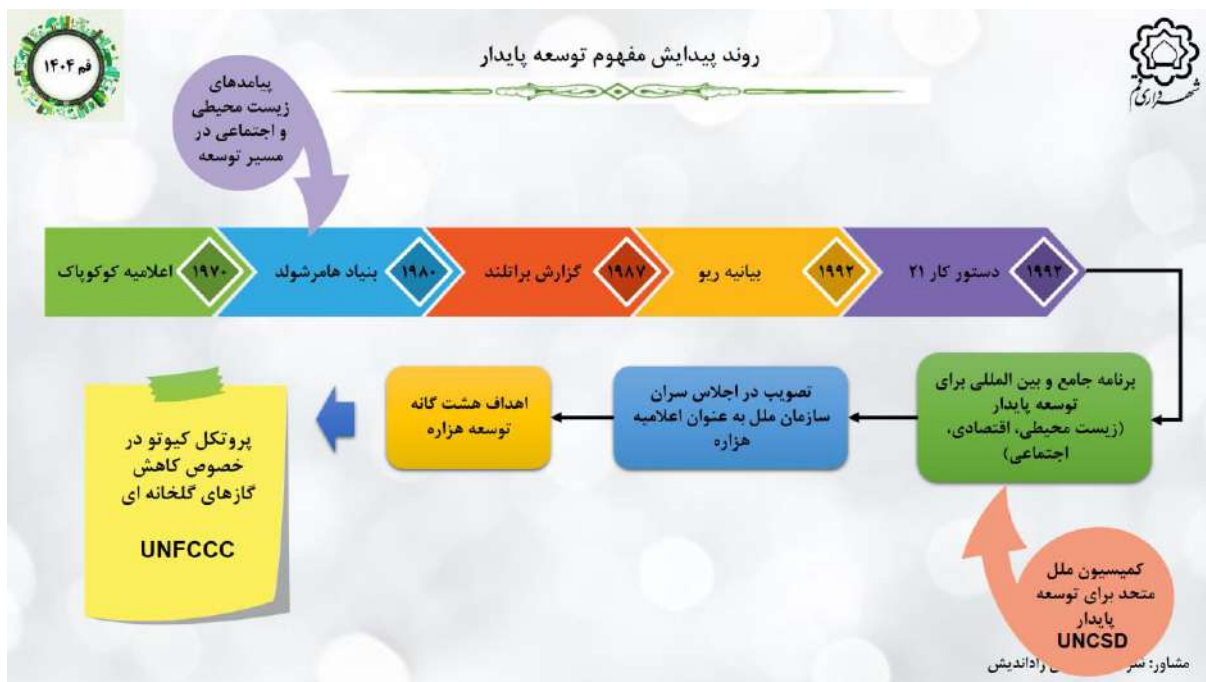 روند پیدایش مفهوم توسعه پایدار
شهرداری قم
قم ۱۴۰۴
پیامدهای
زیست محیطی
و اجتماعی در
مسیر توسعه
اعلامیه کوکوپاک
۱۹۷۰
بنیاد هامرشولد
۱۹۸۰
گزارش براتلند
۱۹۸۷
بیانیه ریو
۱۹۹۲
دستور کار ۲۱
۱۹۹۲
برنامه جامع و بین المللی برای
توسعه پایدار
(زیست محیطی، اقتصادی،
اجتماعی)
تصویب در اجلاس سران
سازمان ملل به عنوان اعلامیه
هزاره
اهداف هشت گانه
توسعه هزاره
پروتکل کیوتو در
خصوص کاهش
گازهای گلخانه ای
UNFCCC
کمیسیون ملل
متحد برای توسعه
پایدار
UNCSD
مشاور: راداندیش